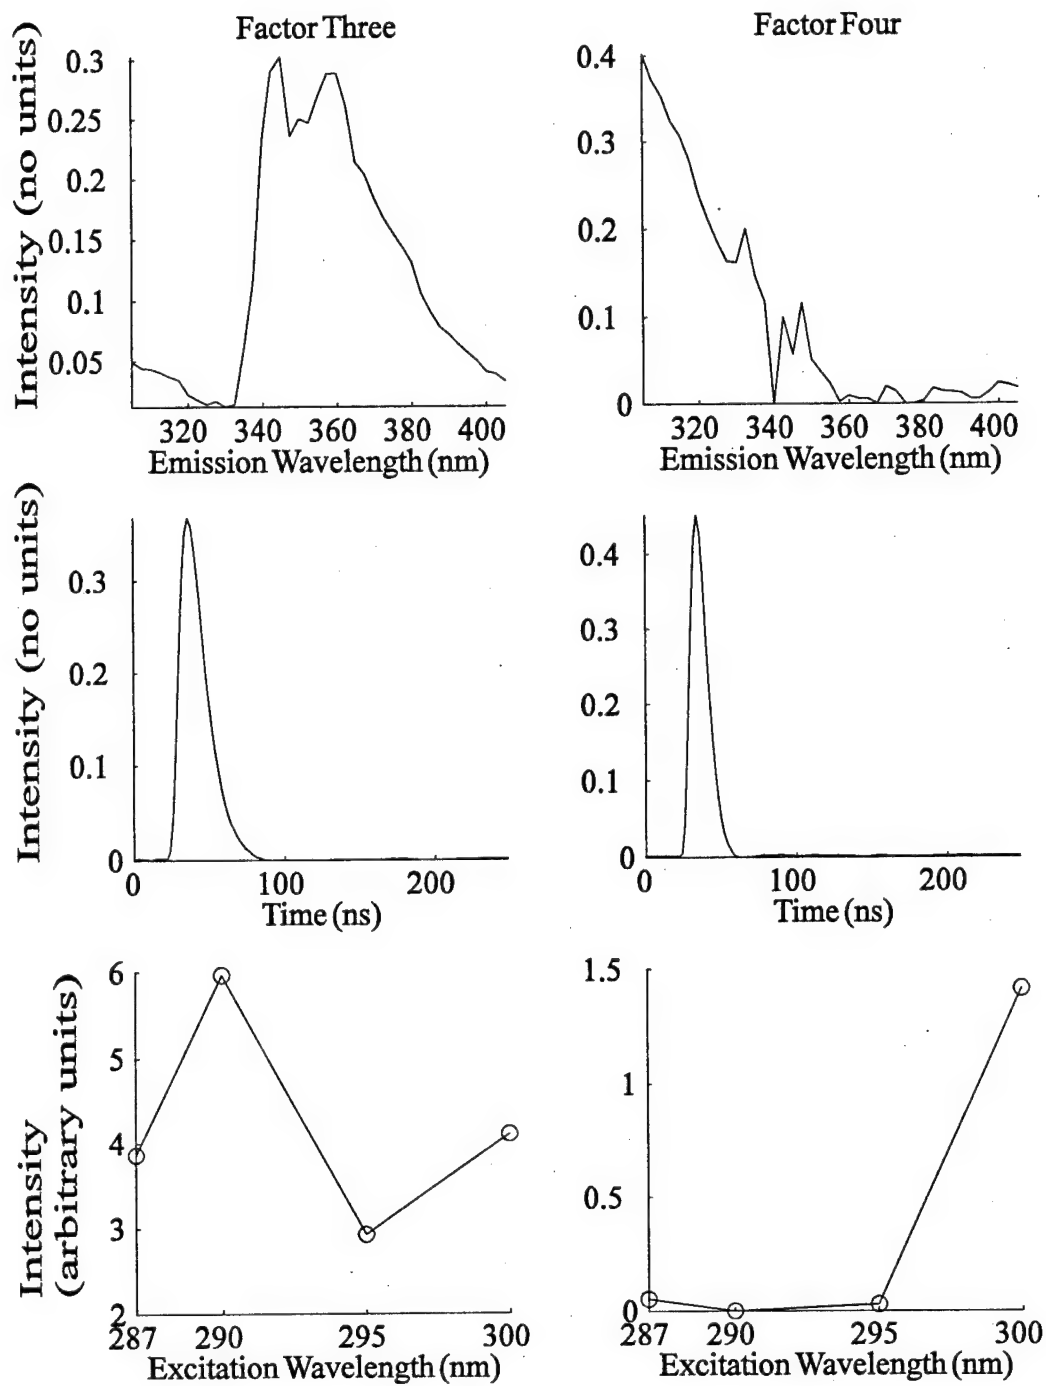 Factor Three
Factor Four
Intensity (no units)
0.3
0.25
0.2
0.15
0.1
0.05
320 340 360 380 400
Emission Wavelength (nm)
0.4
0.3
0.2
0.1
0
320 340 360 380 400
Emission Wavelength (nm)
Intensity (no units)
0.3
0.2
0.1
0
0 100 200
Time (ns)
0.4
0.3
0.2
0.1
0
0 100 200
Time (ns)
Intensity
(arbitrary units)
6
5
4
3
2
287 290 295 300
Excitation Wavelength (nm)
1.5
1
0.5
0
287 290 295 300
Excitation Wavelength (nm)